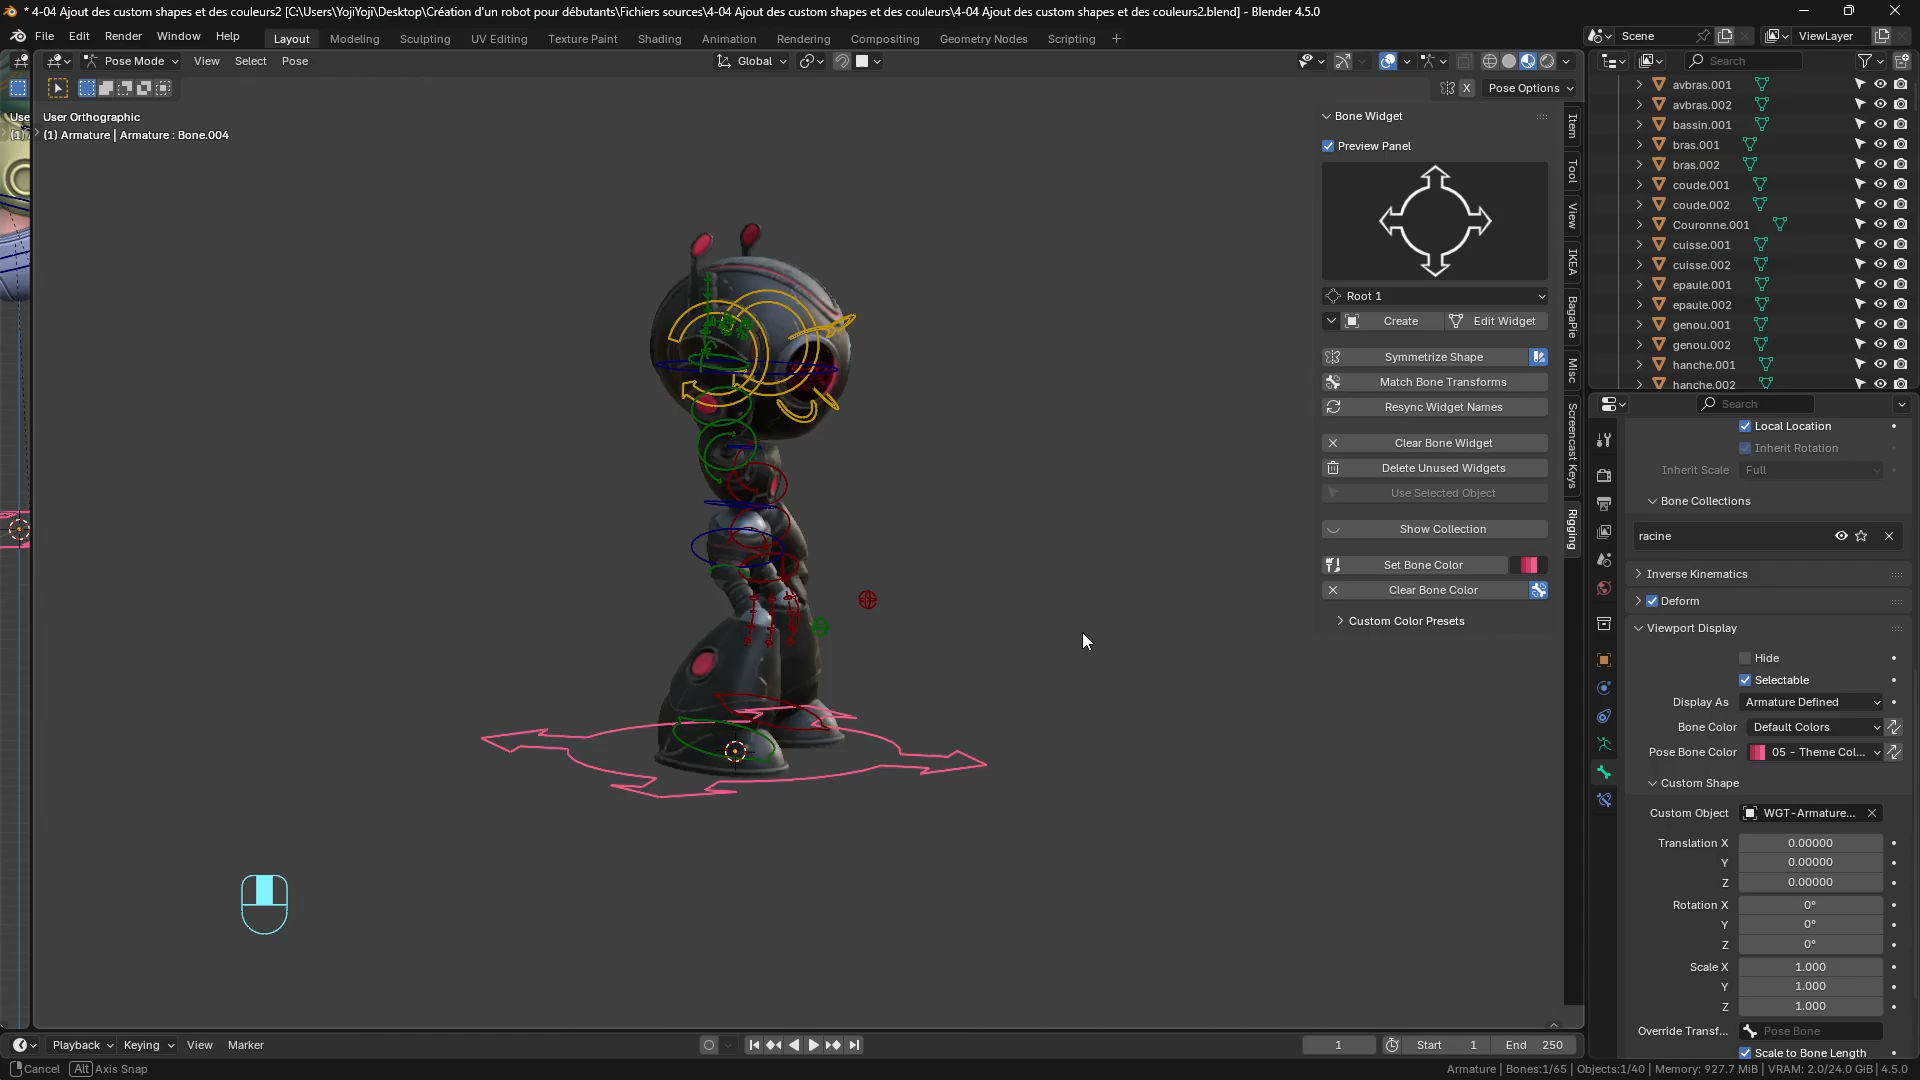 * 4-04 Ajout des custom shapes et des couleurs2 [C:\Users\YojiYoji\Desktop\Création d'un robot pour débutants\Fichiers sources\4-04 Ajout des custom shapes et des couleurs\4-04 Ajout des custom shapes et des couleurs2.blend] - Blender 4.5.0
File Edit Render Window Help Layout Modeling Sculpting UV Editing Texture Paint Shading Animation Rendering Compositing Geometry Nodes Scripting + Scene ViewLayer
Pose Mode View Select Pose Global Search
X Pose Options
Use User Orthographic
(1) (1) Armature | Armature : Bone.004
Bone Widget
Preview Panel
Root 1
Create Edit Widget
Symmetrize Shape
Match Bone Transforms
Resync Widget Names
Clear Bone Widget
Delete Unused Widgets
Use Selected Object
Show Collection
Set Bone Color
Clear Bone Color
Custom Color Presets
Item
Tool
View
IKEA
BagaPie
Misc
Screencast Keys
Rigging
avbras.001
avbras.002
bassin.001
bras.001
bras.002
coude.001
coude.002
Couronne.001
cuisse.001
cuisse.002
epaule.001
epaule.002
genou.001
genou.002
hanche.001
hanche.002
Search
Local Location
Inherit Rotation
Inherit Scale Full
Bone Collections
racine
Inverse Kinematics
Deform
Viewport Display
Hide
Selectable
Display As Armature Defined
Bone Color Default Colors
Pose Bone Color 05 - Theme Col...
Custom Shape
Custom Object WGT-Armature...
Translation X 0.00000
Y 0.00000
Z 0.00000
Rotation X 0°
Y 0°
Z 0°
Scale X 1.000
Y 1.000
Z 1.000
Override Transf... Pose Bone
Scale to Bone Length
Playback Keying View Marker 1 Start 1 End 250
Cancel Alt Axis Snap
Armature | Bones:1/65 | Objects:1/40 | Memory: 927.7 MiB | VRAM: 2.0/24.0 GiB | 4.5.0